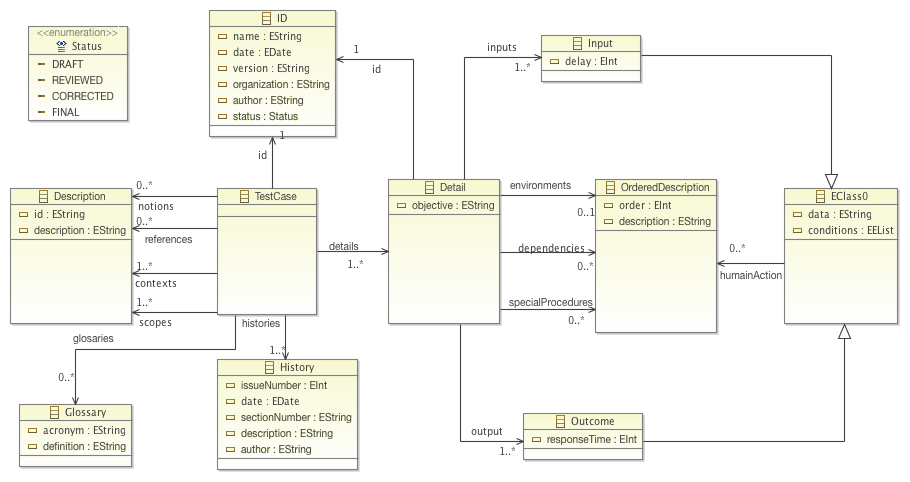 <<enumeration>>
Status
DRAFT
REVIEWED
CORRECTED
FINAL
ID
name : EString
date : EDate
version : EString
organization : EString
author : EString
status : Status
1
id
1
id
inputs
1..*
Input
delay : EInt
Description
id : EString
description : EString
0..*
notions
0..*
references
1..*
contexts
1..*
scopes
TestCase
details
1..*
Detail
objective : EString
environments
0..1
dependencies
0..*
specialProcedures
0..*
OrderedDescription
order : EInt
description : EString
0..*
humainAction
EClass0
data : EString
conditions : EEList
glosaries
0..*
histories
1..*
Glossary
acronym : EString
definition : EString
History
issueNumber : EInt
date : EDate
sectionNumber : EString
description : EString
author : EString
output
1..*
Outcome
responseTime : EInt